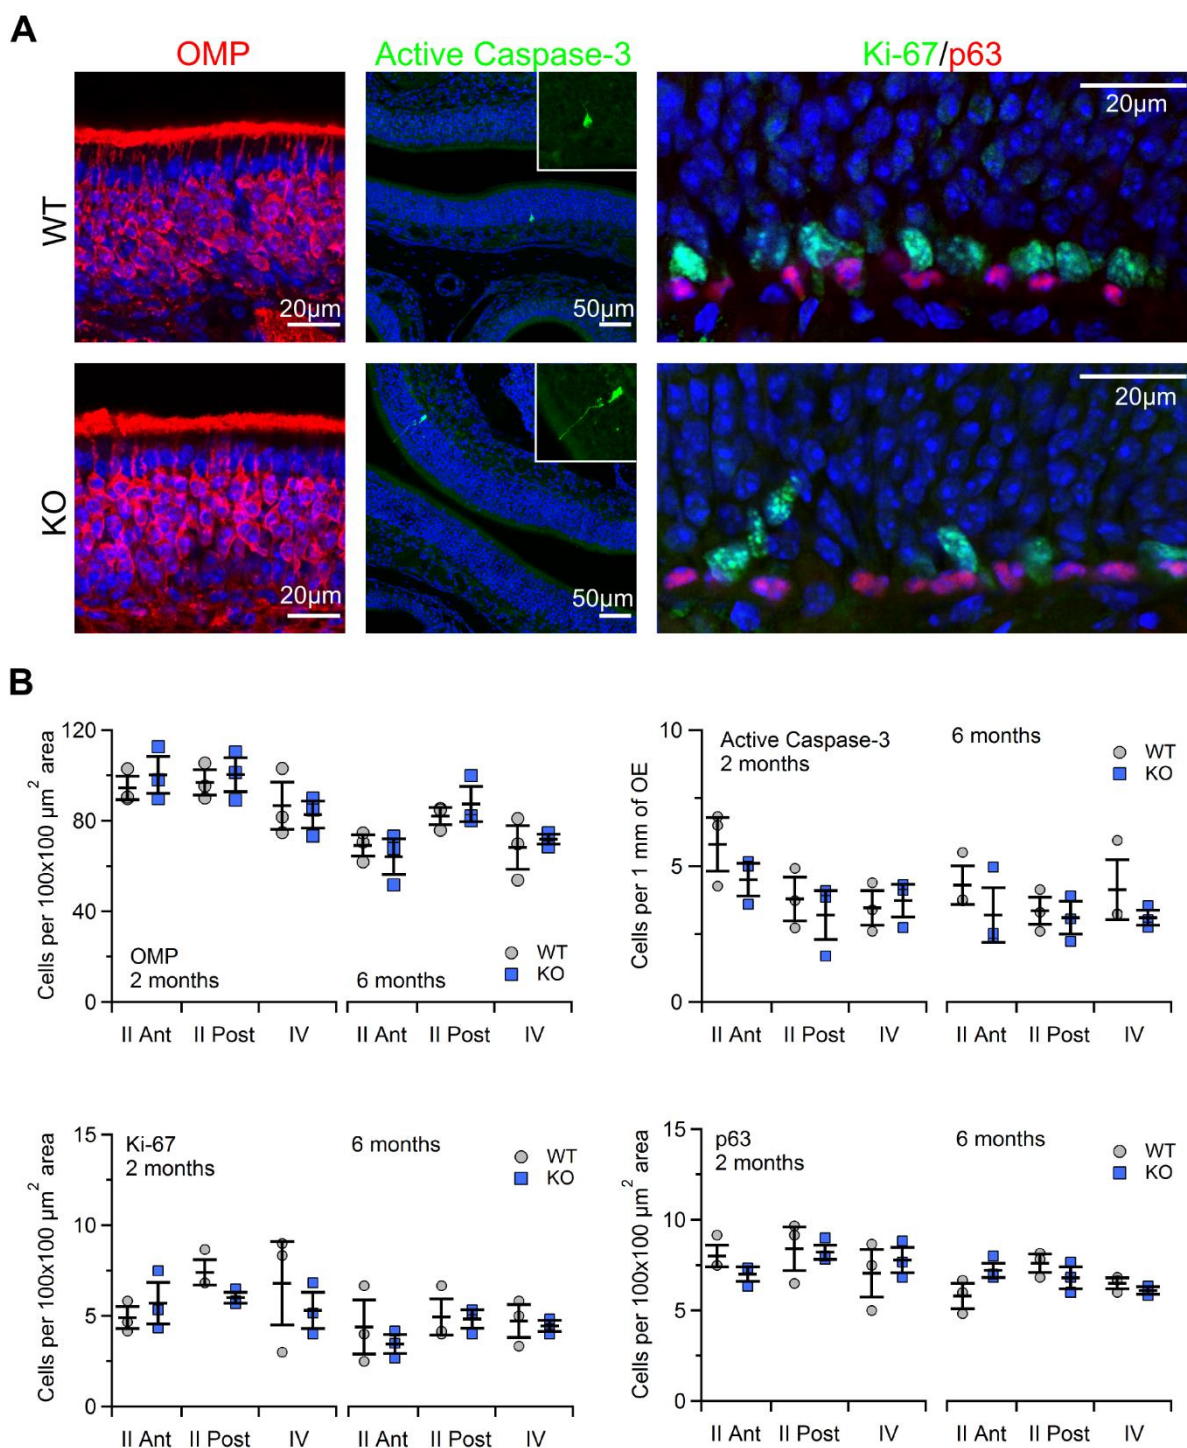 A
OMP
Active Caspase-3
Ki-67/p63
WT
20µm
50µm
20µm
KO
20µm
50µm
20µm
B
Cells per 100x100 µm² area
120
80
40
0
OMP
2 months
6 months
WT
KO
II Ant
II Post
IV
II Ant
II Post
IV
Cells per 1 mm of OE
10
5
0
Active Caspase-3
2 months
6 months
WT
KO
II Ant
II Post
IV
II Ant
II Post
IV
Cells per 100x100 µm² area
15
10
5
0
Ki-67
2 months
6 months
WT
KO
II Ant
II Post
IV
II Ant
II Post
IV
Cells per 100x100 µm² area
15
10
5
0
p63
2 months
6 months
WT
KO
II Ant
II Post
IV
II Ant
II Post
IV